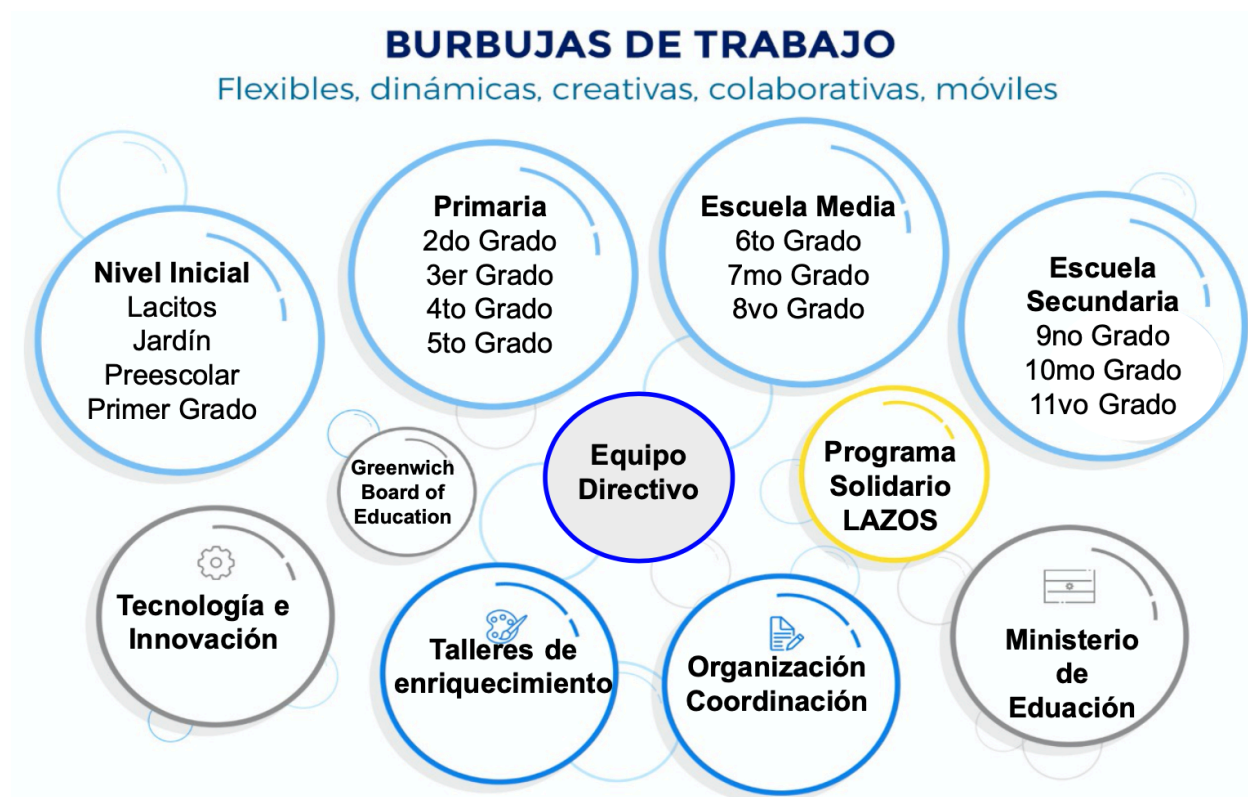 BURBUJAS DE TRABAJO
Flexibles, dinámicas, creativas, colaborativas, móviles
Nivel Inicial
Lacitos
Jardín
Preescolar
Primer Grado
Primaria
2do Grado
3er Grado
4to Grado
5to Grado
Escuela Media
6to Grado
7mo Grado
8vo Grado
Escuela
Secundaria
9no Grado
10mo Grado
11vo Grado
Greenwich
Board of
Education
Equipo
Directivo
Programa
Solidario
LAZOS
Tecnología e
Innovación
Talleres de
enriquecimiento
Organización
Coordinación
Ministerio
de
Eduación